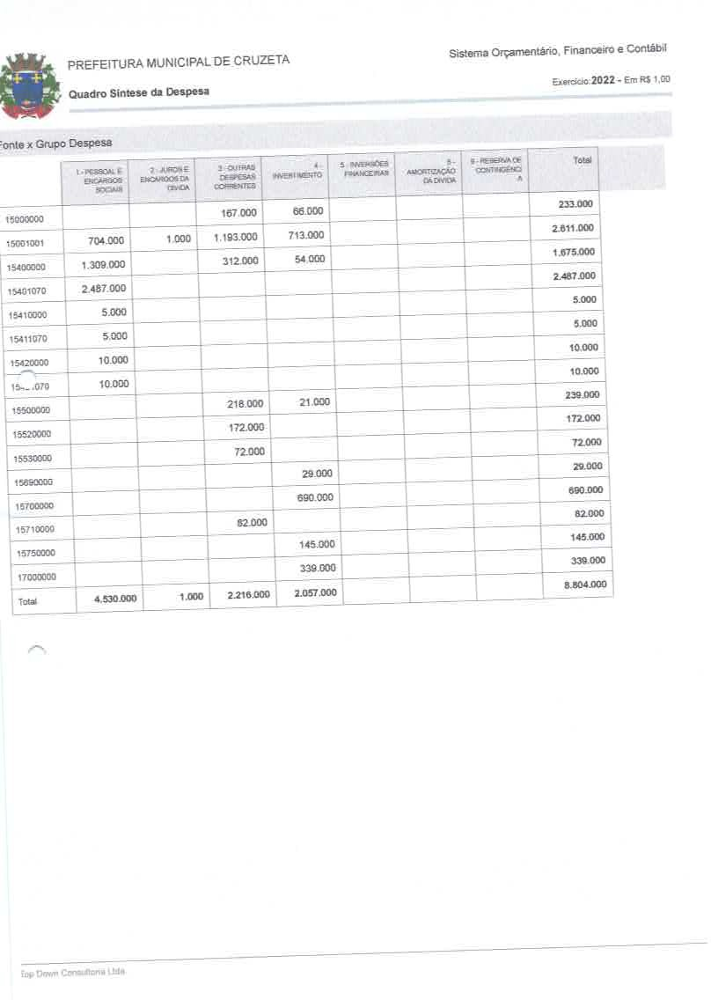 PREFEITURA MUNICIPAL DE CRUZETA
Sistema Orçamentário, Financeiro e Contábil
Quadro Síntese da Despesa
Exercício: 2022 - Em R$ 1,00
Fonte x Grupo Despesa
1 - PESSOAL E ENCARGOS SOCIAIS 2 - JUROS E ENCARGOS DA DÍVIDA 3 - OUTRAS DESPESAS CORRENTES 4 - INVERTIMENTO 5 - INVERSÕES FINANCEIRAS 6 - AMORTIZAÇÃO DA DÍVIDA 9 - RESERVA DE CONTINGÊNCI A Total
15000000 167.000 66.000 233.000
15001001 704.000 1.000 1.193.000 713.000 2.611.000
15400000 1.309.000 312.000 54.000 1.675.000
15401070 2.487.000 2.487.000
15410000 5.000 5.000
15411070 5.000 5.000
15420000 10.000 10.000
070 10.000 10.000
15500000 218.000 21.000 239.000
15520000 172.000 172.000
15530000 72.000 72.000
15690000 29.000 29.000
15700000 690.000 690.000
15710000 82.000 82.000
15750000 145.000 145.000
17000000 339.000 339.000
Total 4.530.000 1.000 2.216.000 2.057.000 8.804.000
Top Down Consultoria Ltda.